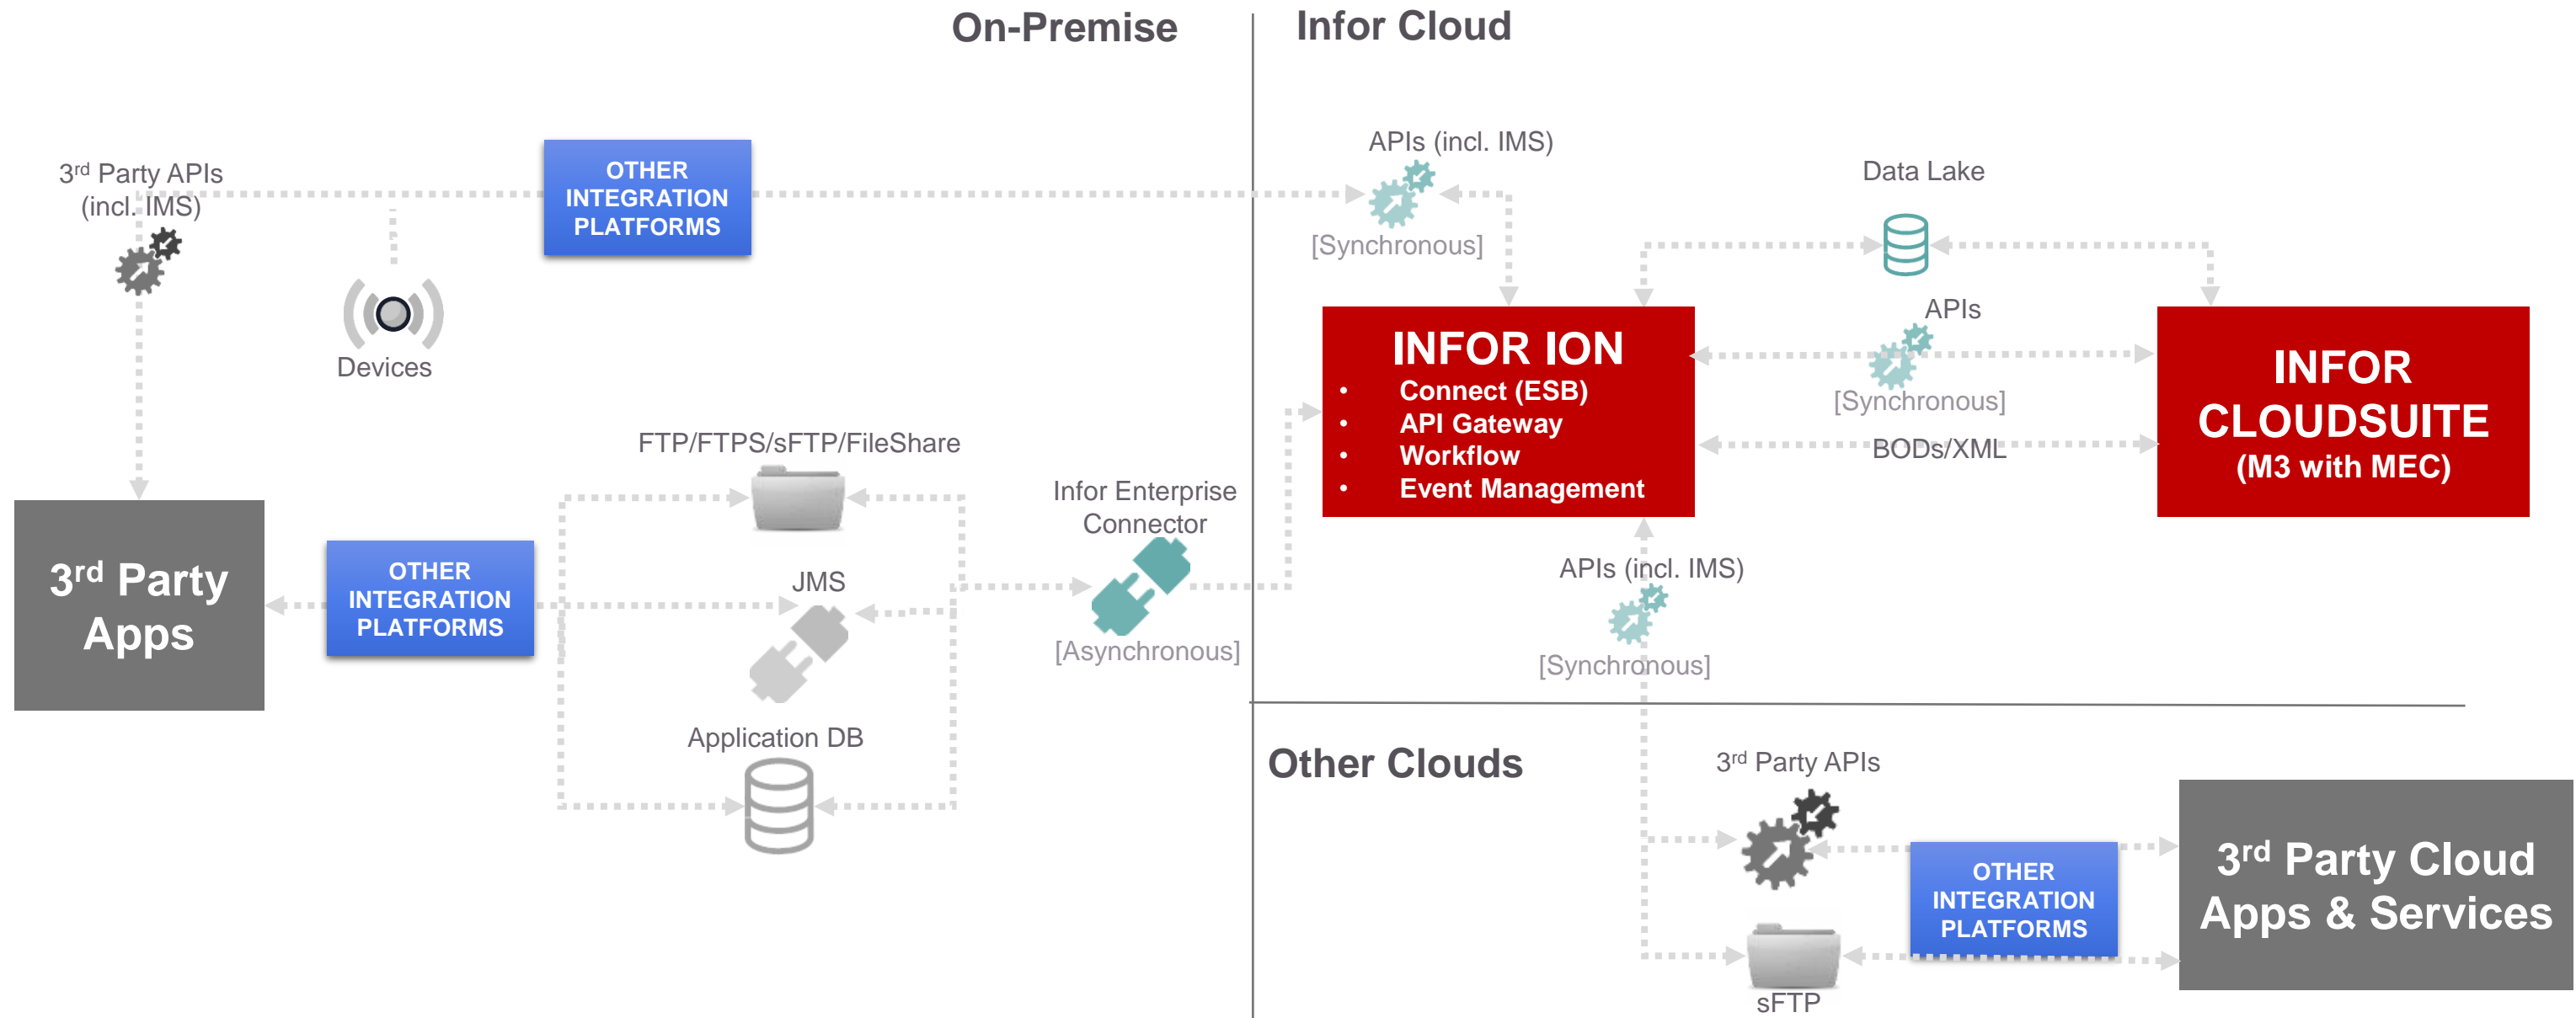 On-Premise
Infor Cloud
3rd Party APIs
(incl. IMS)
OTHER
INTEGRATION
PLATFORMS
Devices
3rd Party
Apps
OTHER
INTEGRATION
PLATFORMS
FTP/FTPS/sFTP/FileShare
JMS
Application DB
Infor Enterprise
Connector
[Asynchronous]
APIs (incl. IMS)
[Synchronous]
Data Lake
INFOR ION
• Connect (ESB)
• API Gateway
• Workflow
• Event Management
APIs
[Synchronous]
BODs/XML
INFOR
CLOUDSUITE
(M3 with MEC)
APIs (incl. IMS)
[Synchronous]
Other Clouds
3rd Party APIs
OTHER
INTEGRATION
PLATFORMS
sFTP
3rd Party Cloud
Apps & Services